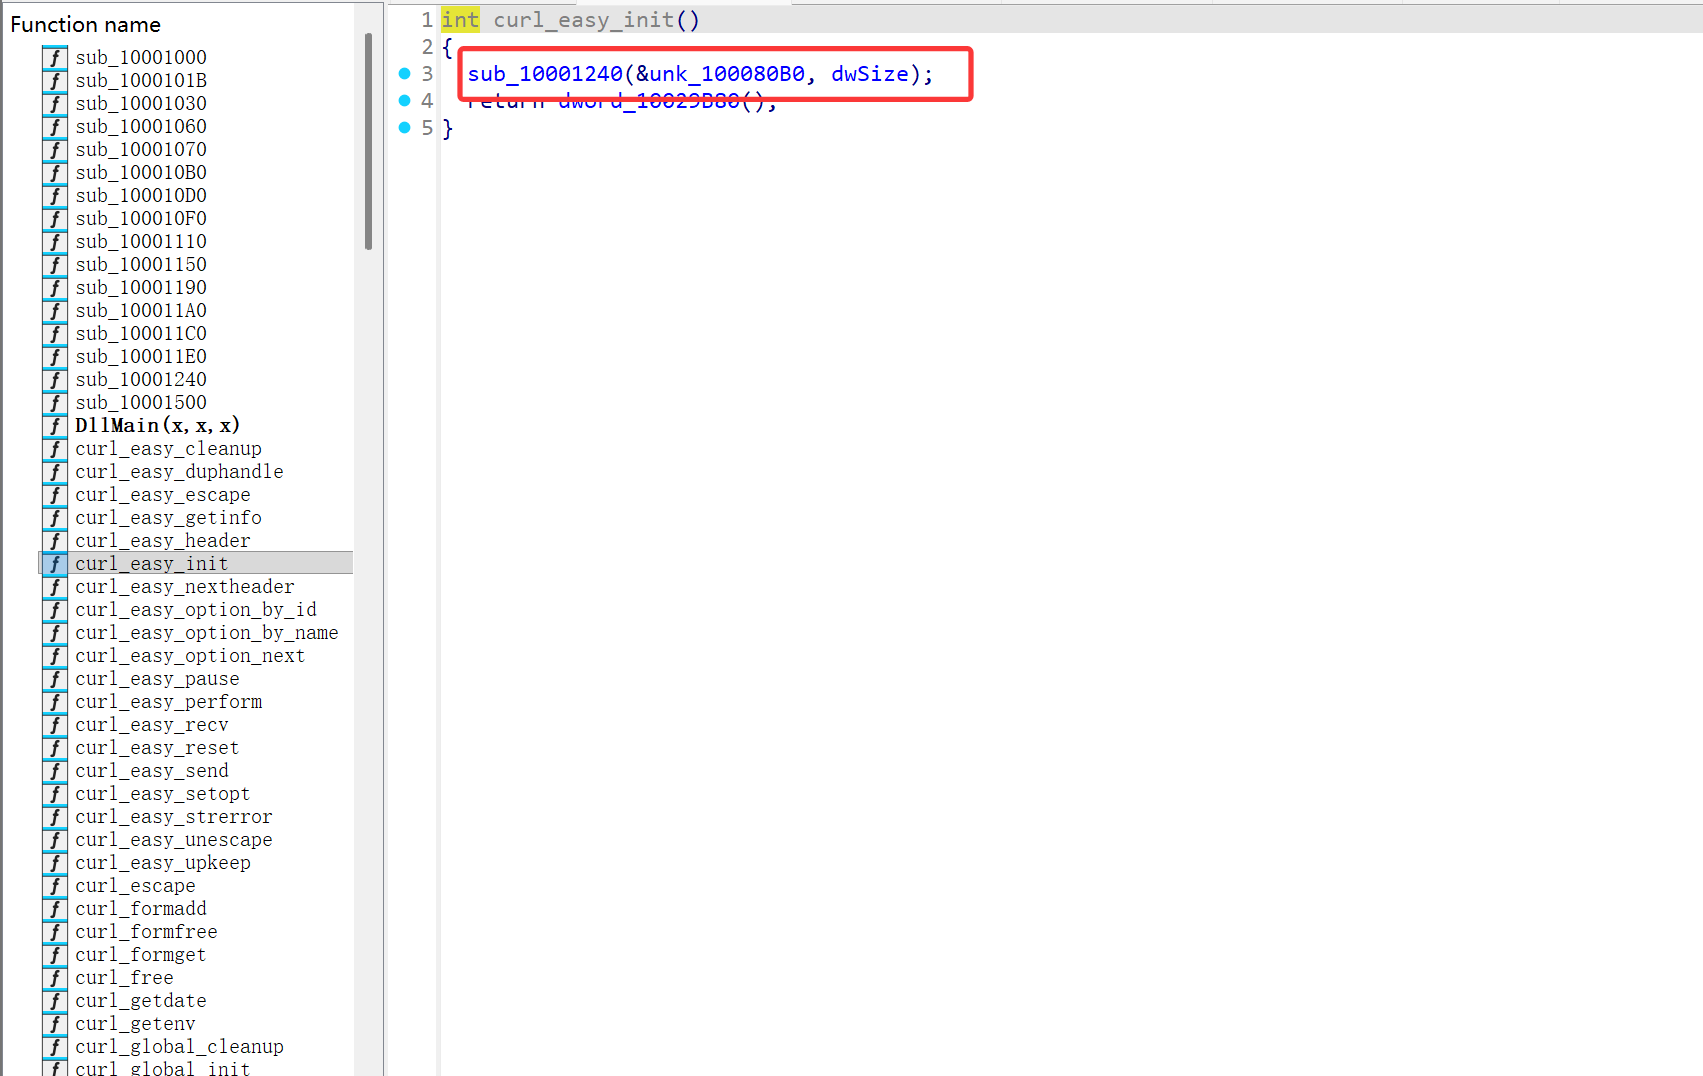 Function name
sub_10001000
sub_1000101B
sub_10001030
sub_10001060
sub_10001070
sub_100010B0
sub_100010D0
sub_100010F0
sub_10001110
sub_10001150
sub_10001190
sub_100011A0
sub_100011C0
sub_100011E0
sub_10001240
sub_10001500
DllMain(x,x,x)
curl_easy_cleanup
curl_easy_duphandle
curl_easy_escape
curl_easy_getinfo
curl_easy_header
curl_easy_init
curl_easy_nextheader
curl_easy_option_by_id
curl_easy_option_by_name
curl_easy_option_next
curl_easy_pause
curl_easy_perform
curl_easy_recv
curl_easy_reset
curl_easy_send
curl_easy_setopt
curl_easy_strerror
curl_easy_unescape
curl_easy_upkeep
curl_escape
curl_formadd
curl_formfree
curl_formget
curl_free
curl_getdate
curl_getenv
curl_global_cleanup
curl_global_init
1 int curl_easy_init()
2 {
3 sub_10001240(&unk_100080B0, dwSize);
4 return dword_10029B80();
5 }